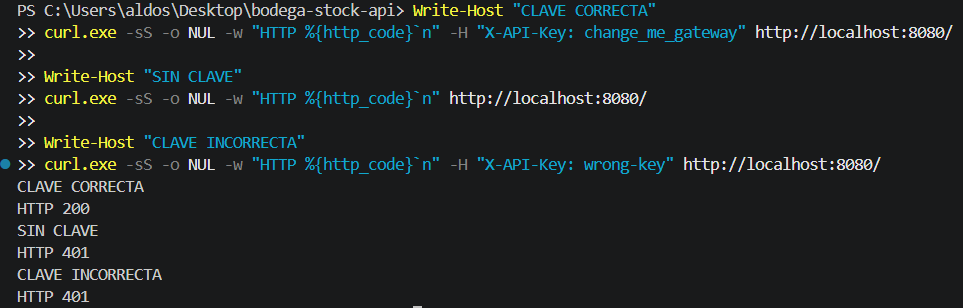 PS C:\Users\aldos\Desktop\bodega-stock-api> Write-Host "CLAVE CORRECTA"
>> curl.exe -sS -o NUL -w "HTTP %{http_code}`n" -H "X-API-Key: change_me_gateway" http://localhost:8080/
>>
>> Write-Host "SIN CLAVE"
>> curl.exe -sS -o NUL -w "HTTP %{http_code}`n" http://localhost:8080/
>>
>> Write-Host "CLAVE INCORRECTA"
>> curl.exe -sS -o NUL -w "HTTP %{http_code}`n" -H "X-API-Key: wrong-key" http://localhost:8080/
CLAVE CORRECTA
HTTP 200
SIN CLAVE
HTTP 401
CLAVE INCORRECTA
HTTP 401